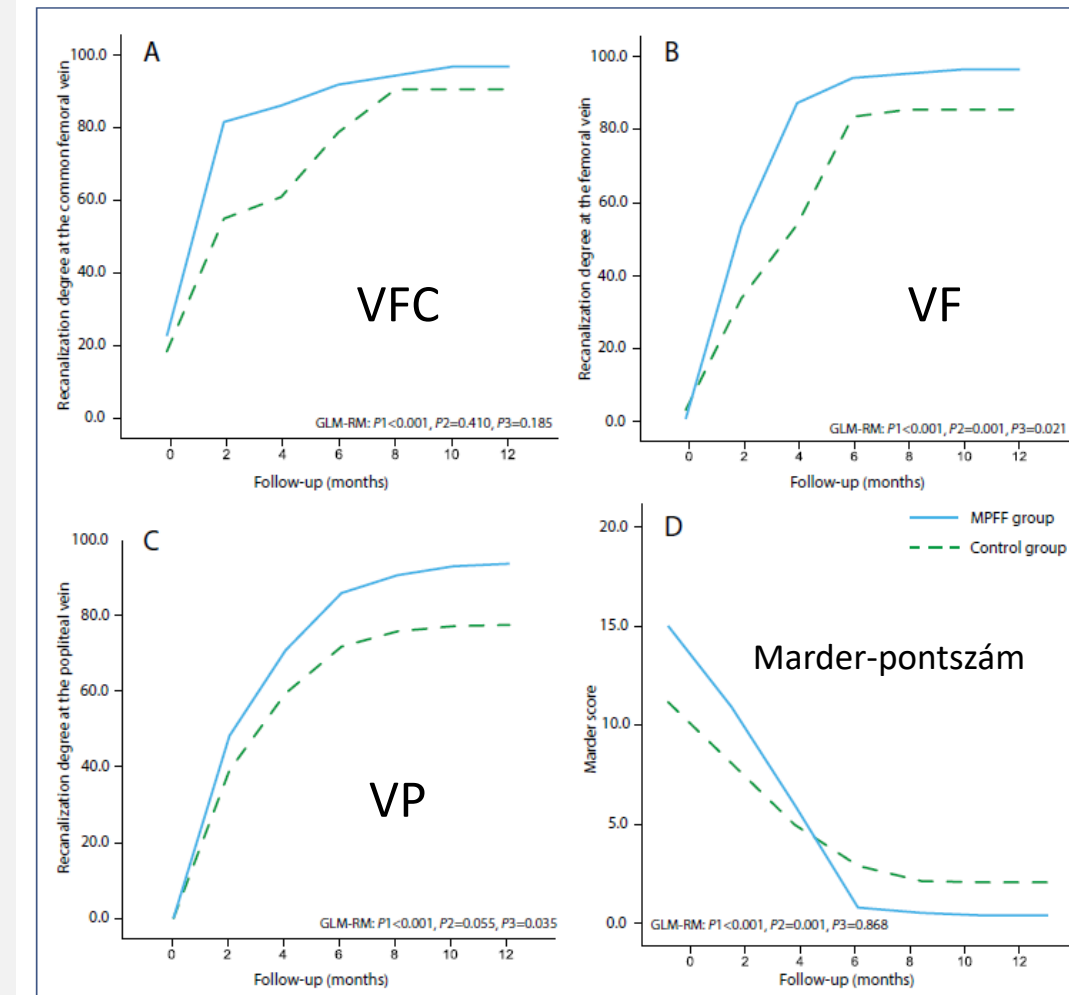 A
Recanalization degree at the common femoral vein
100.0
80.0
60.0
40.0
20.0
0.0
VFC
GLM-RM: P1<0.001, P2=0.410, P3=0.185
0 2 4 6 8 10 12
Follow-up (months)
B
Recanalization degree at the femoral vein
100.0
80.0
60.0
40.0
20.0
0.0
VF
GLM-RM: P1<0.001, P2=0.001, P3=0.021
0 2 4 6 8 10 12
Follow-up (months)
C
Recanalization degree at the popliteal vein
100.0
80.0
60.0
40.0
20.0
0.0
VP
GLM-RM: P1<0.001, P2=0.055, P3=0.035
0 2 4 6 8 10 12
Follow-up (months)
D
MPFF group
Control group
Marder score
20.0
15.0
10.0
5.0
0.0
Marder-pontszám
GLM-RM: P1<0.001, P2=0.001, P3=0.868
0 2 4 6 8 10 12
Follow-up (months)